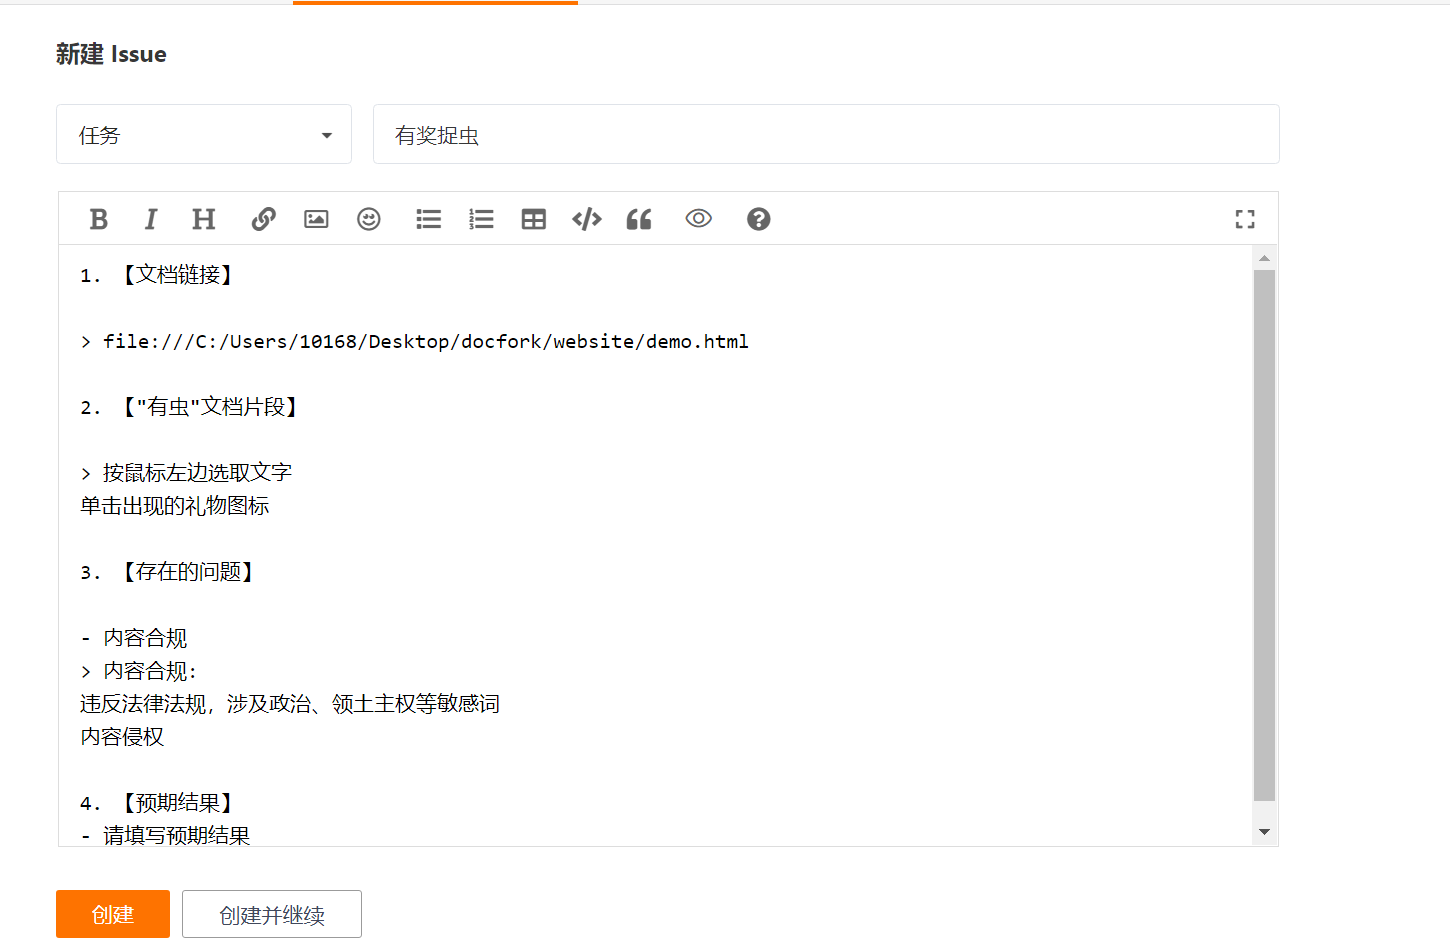 新建 Issue
任务
有奖捉虫
1. 【文档链接】
> file:///C:/Users/10168/Desktop/docfork/website/demo.html
2. 【"有虫"文档片段】
> 按鼠标左边选取文字
单击出现的礼物图标
3. 【存在的问题】
- 内容合规
> 内容合规:
违反法律法规，涉及政治、领土主权等敏感词
内容侵权
4. 【预期结果】
- 请填写预期结果
创建
创建并继续